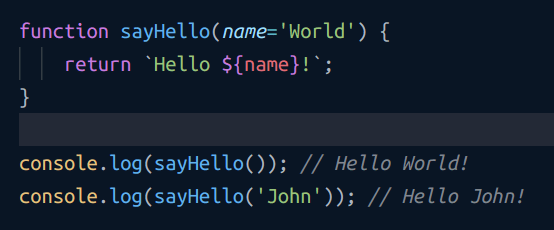 function sayHello(name='World') {
    return `Hello ${name}!`;
}
console.log(sayHello()); // Hello World!
console.log(sayHello('John')); // Hello John!